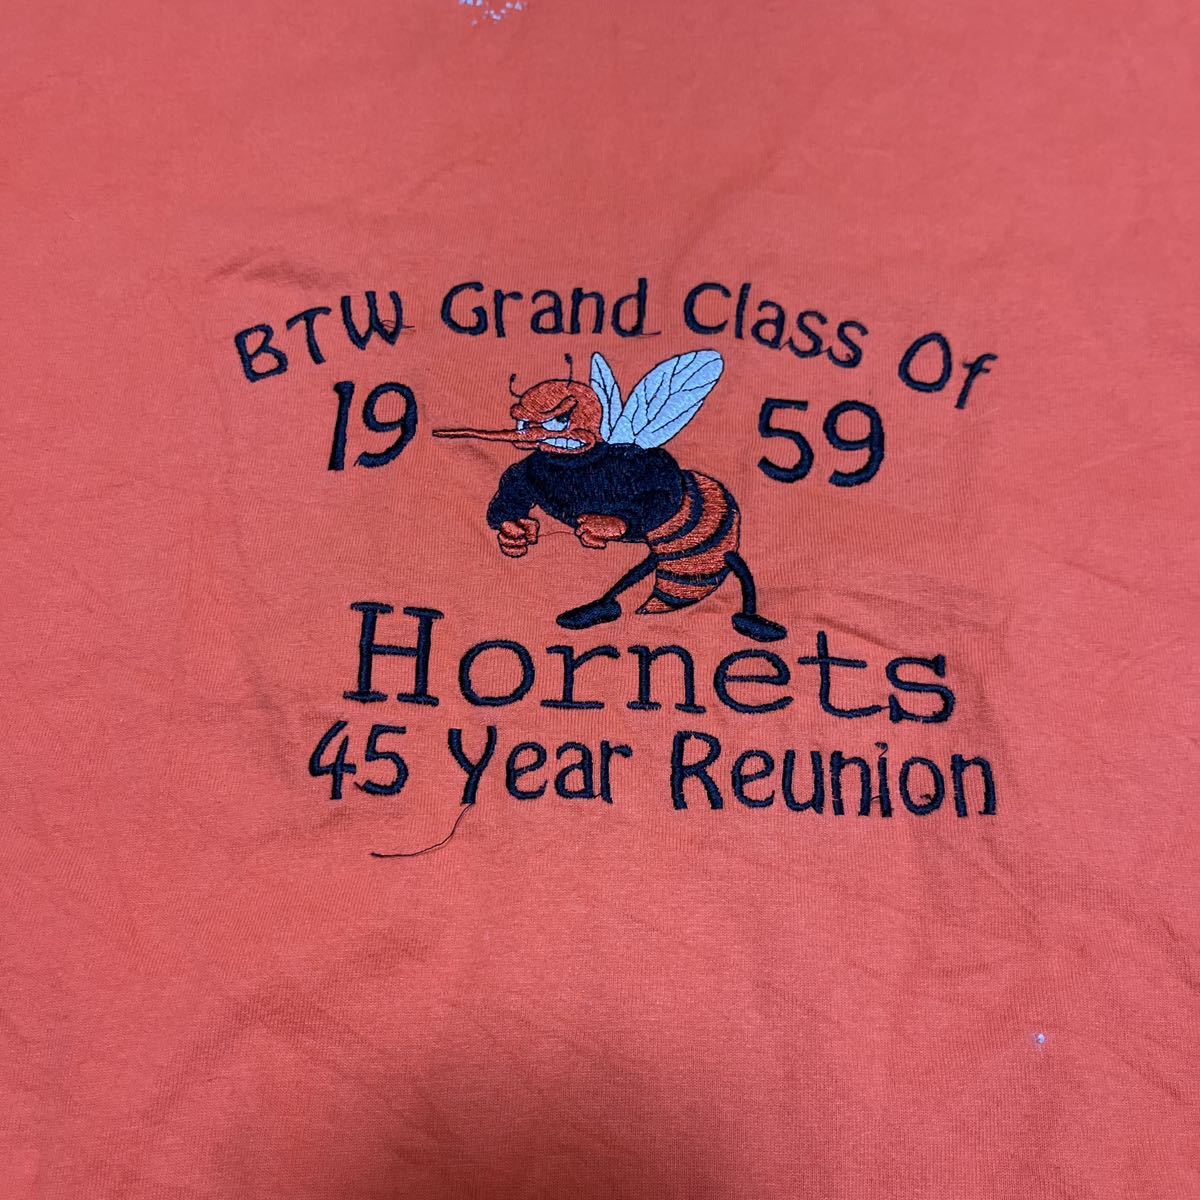 BTW Grand Class Of
19 59
Hornets
45 Year Reunion